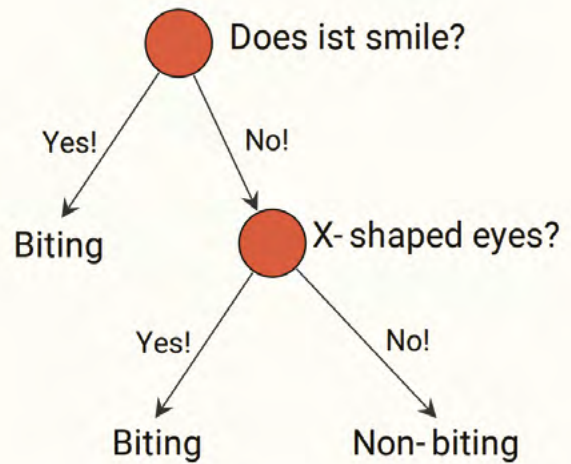 Does ist smile?
Yes!
No!
Biting
X- shaped eyes?
Yes!
No!
Biting
Non- biting